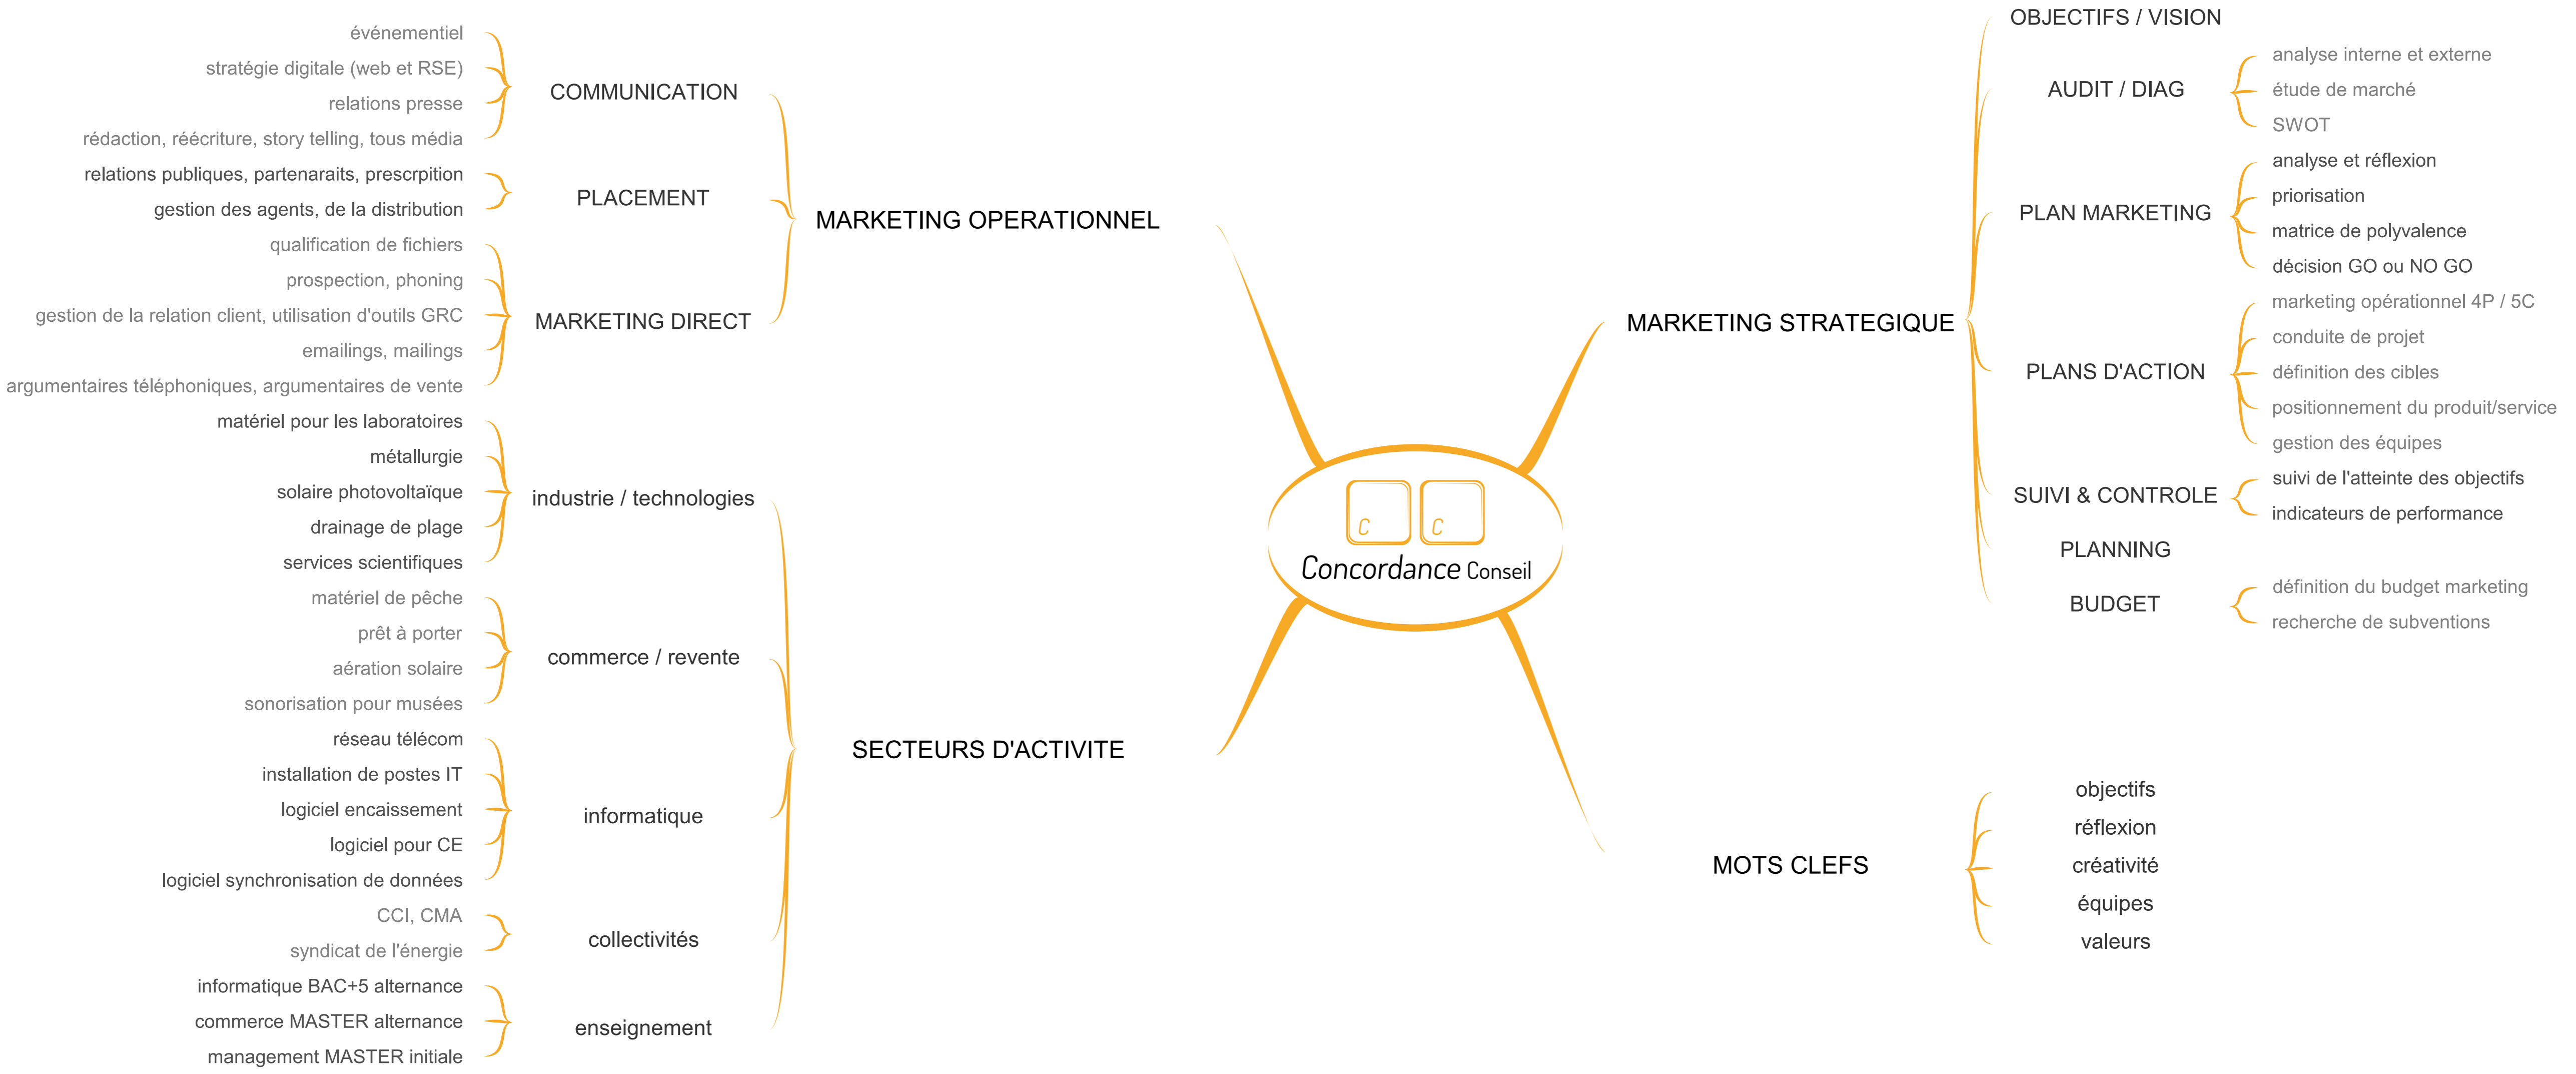 événementiel
stratégie digitale (web et RSE)
relations presse
rédaction, réécriture, story telling, tous média
COMMUNICATION
relations publiques, partenaraits, prescrpition
gestion des agents, de la distribution
PLACEMENT
qualification de fichiers
prospection, phoning
gestion de la relation client, utilisation d'outils GRC
emailings, mailings
argumentaires téléphoniques, argumentaires de vente
MARKETING DIRECT
MARKETING OPERATIONNEL
matériel pour les laboratoires
métallurgie
solaire photovoltaïque
drainage de plage
services scientifiques
industrie / technologies
matériel de pêche
prêt à porter
aération solaire
sonorisation pour musées
commerce / revente
réseau télécom
installation de postes IT
logiciel encaissement
logiciel pour CE
logiciel synchronisation de données
informatique
CCI, CMA
syndicat de l'énergie
collectivités
informatique BAC+5 alternance
commerce MASTER alternance
management MASTER initiale
enseignement
SECTEURS D'ACTIVITE
C C
Concordance Conseil
MARKETING STRATEGIQUE
OBJECTIFS / VISION
AUDIT / DIAG
analyse interne et externe
étude de marché
SWOT
PLAN MARKETING
analyse et réflexion
priorisation
matrice de polyvalence
décision GO ou NO GO
PLANS D'ACTION
marketing opérationnel 4P / 5C
conduite de projet
définition des cibles
positionnement du produit/service
gestion des équipes
SUIVI & CONTROLE
suivi de l'atteinte des objectifs
indicateurs de performance
PLANNING
BUDGET
définition du budget marketing
recherche de subventions
MOTS CLEFS
objectifs
réflexion
créativité
équipes
valeurs